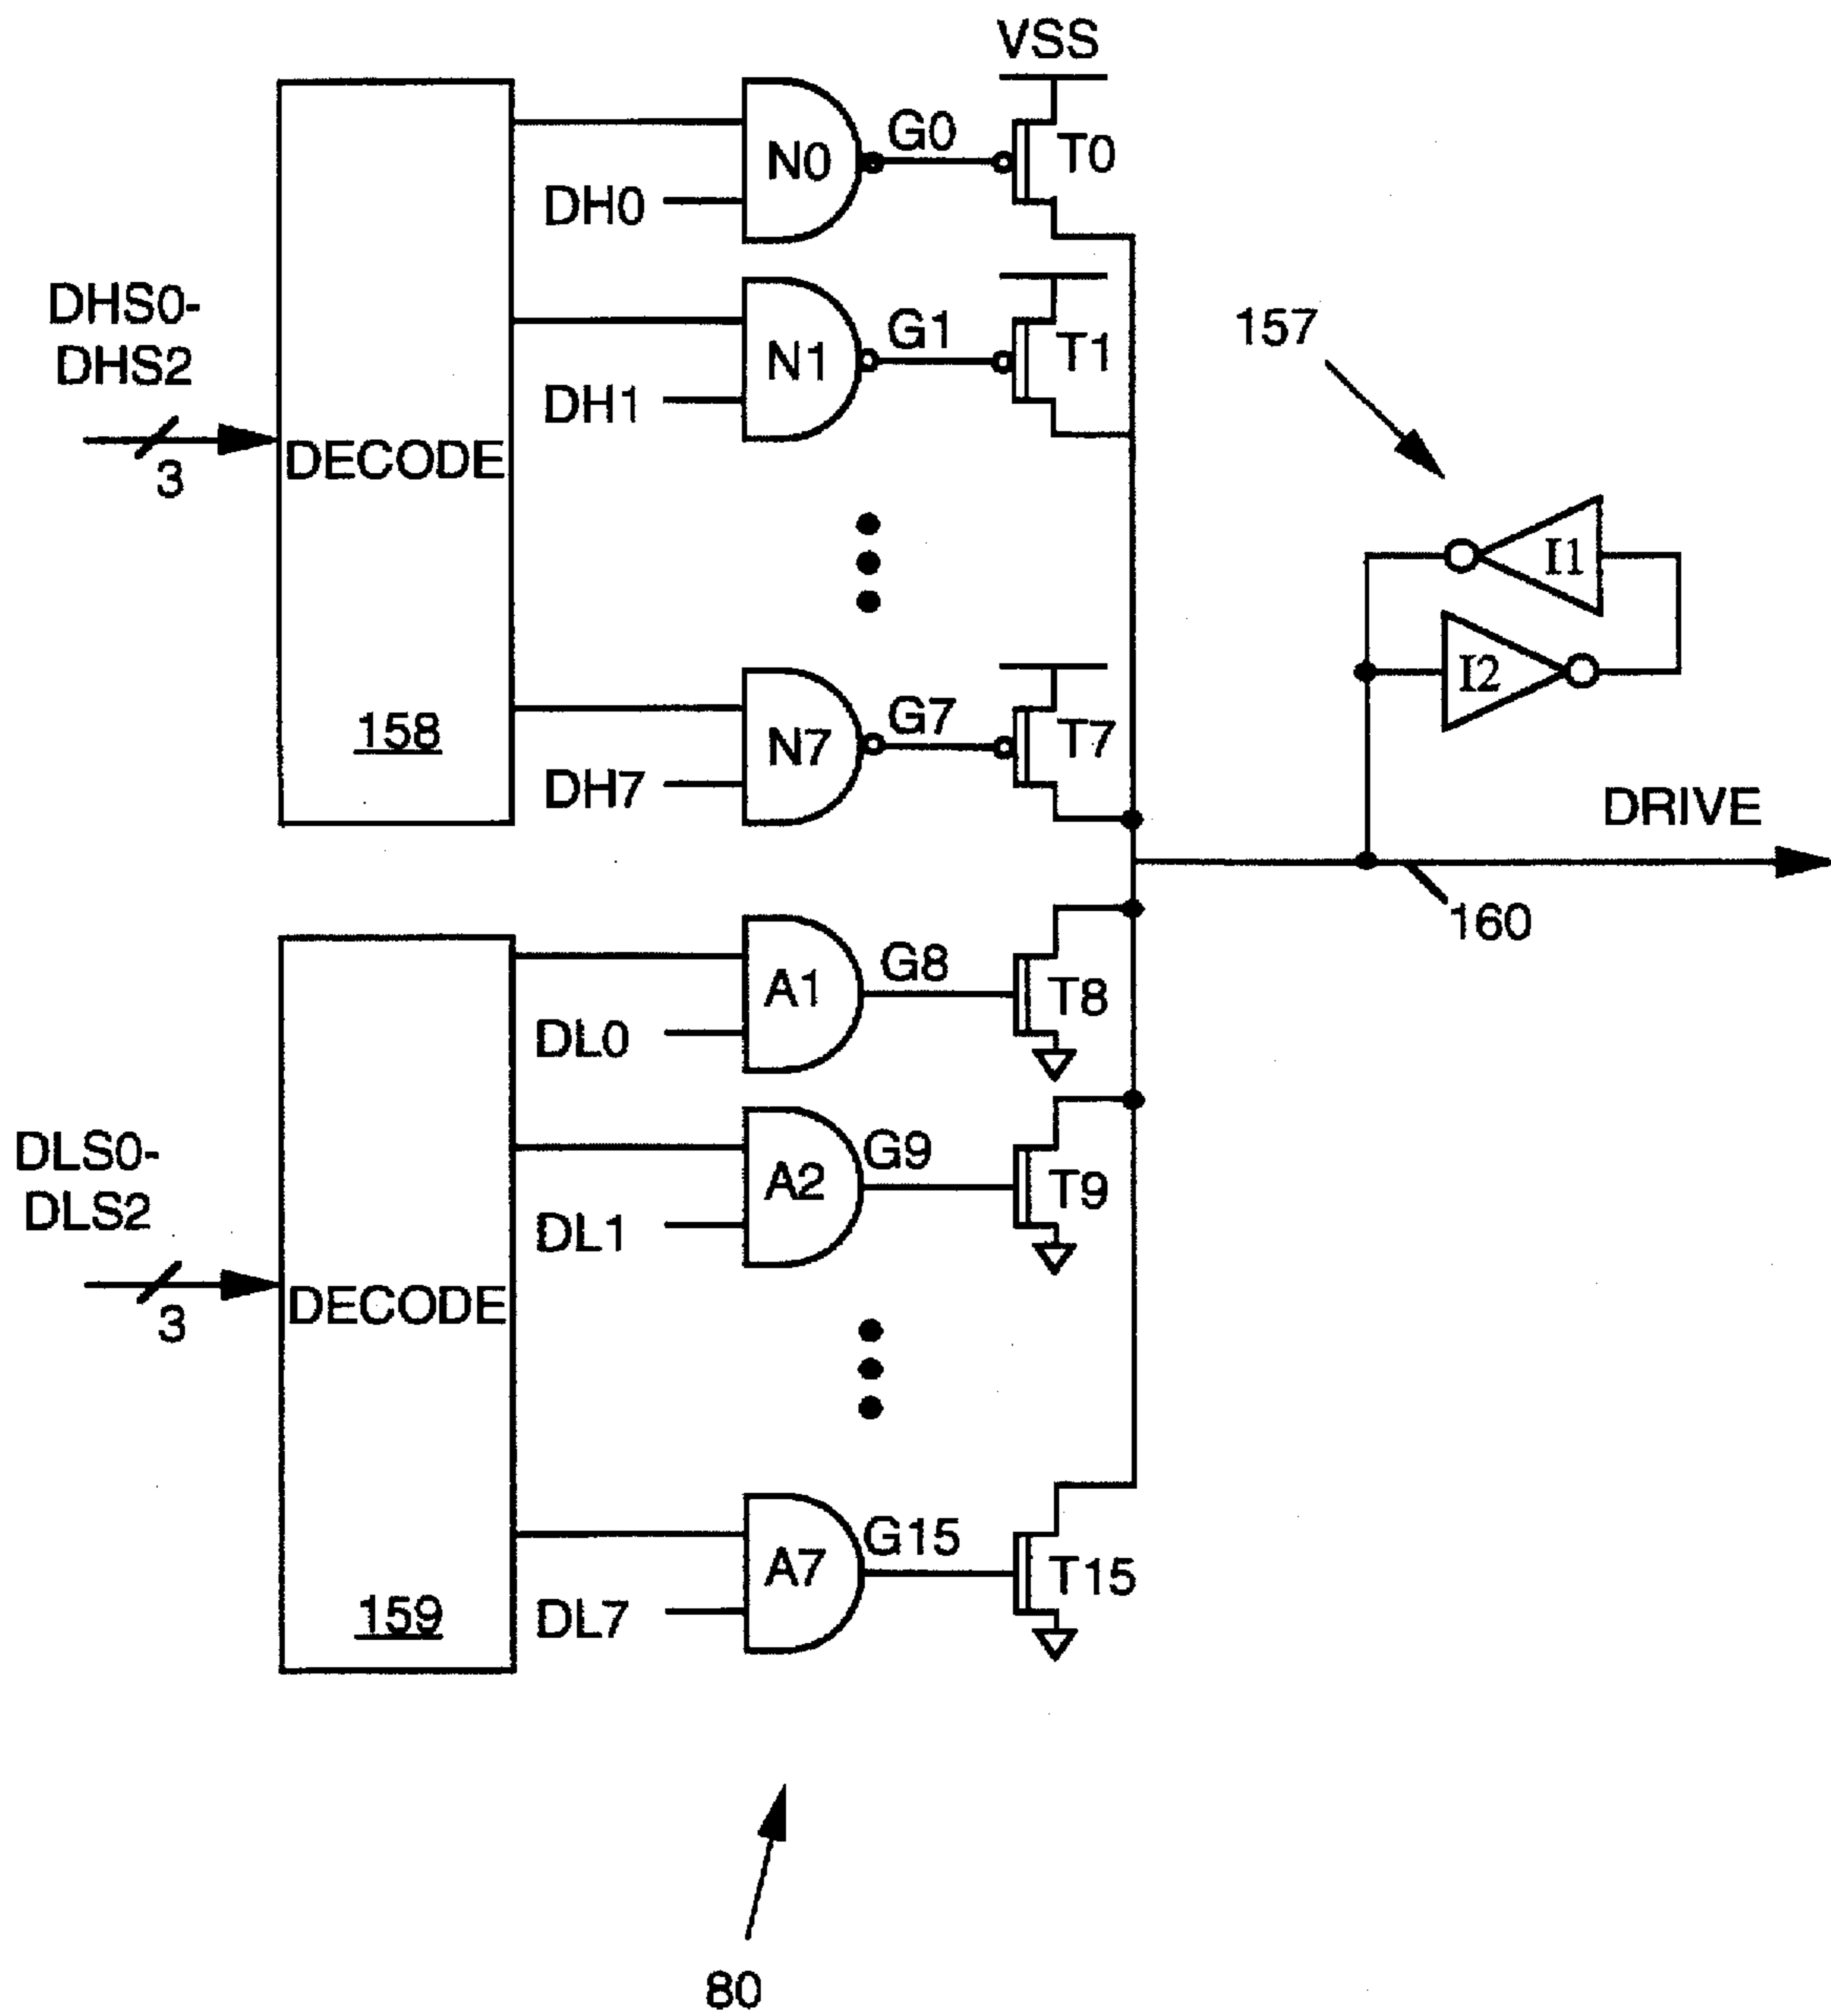 VSS
N0
G0
T0
DH0
DHS0-
DHS2
3
DECODE
N1
G1
T1
DH1
157
I1
I2
158
N7
G7
T7
DH7
DRIVE
160
A1
G8
T8
DL0
DLS0-
DLS2
3
DECODE
A2
G9
T9
DL1
159
A7
G15
T15
DL7
80